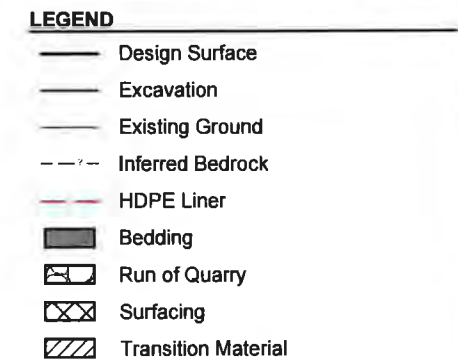 LEGEND
Design Surface
Excavation
Existing Ground
?
Inferred Bedrock
HDPE Liner
Bedding
Run of Quarry
Surfacing
Transition Material